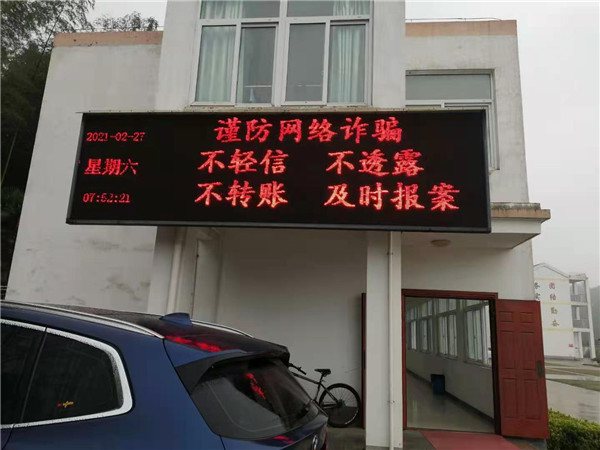 2021-02-27
星期六
07:52:21
谨防网络诈骗
不轻信 不透露
不转账 及时报案